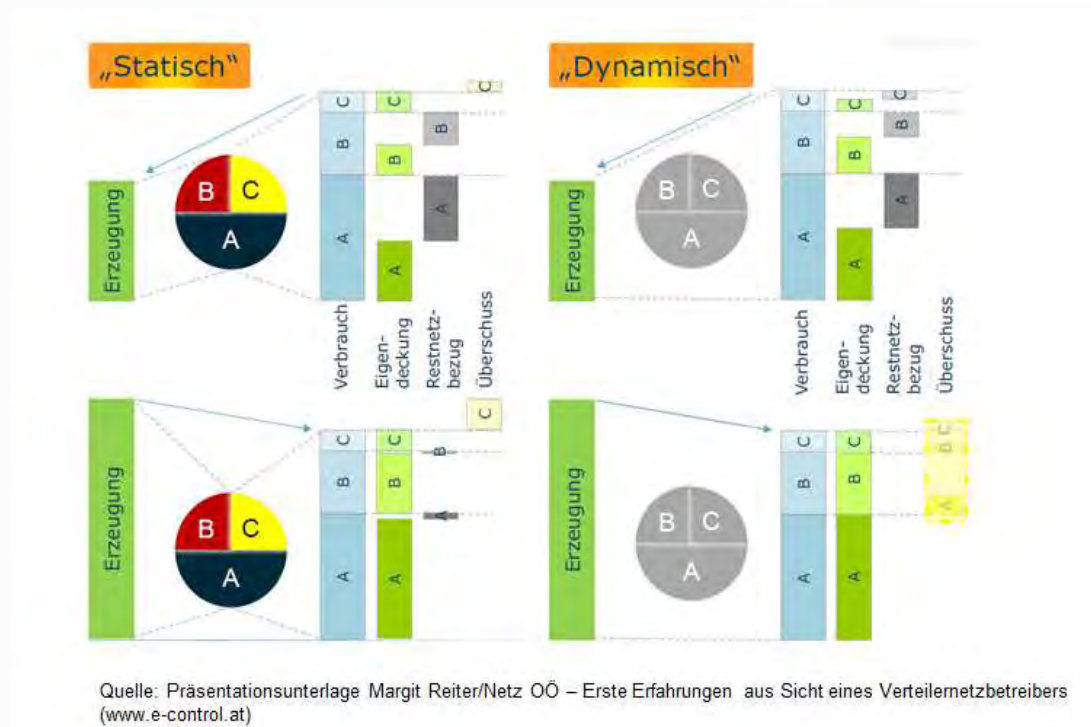 „Statisch“
„Dynamisch“
Erzeugung
B C
A
C
B
A
C
B
A
B
A
C
Erzeugung
B C
A
C
B
A
C
B
A
C
B
A
Verbrauch
Eigen-
deckung
Restnetz-
bezug
Überschuss
Verbrauch
Eigen-
deckung
Restnetz-
bezug
Überschuss
Erzeugung
B C
A
C
B
A
C
B
A
B
A
C
Erzeugung
B C
A
C
B
A
C
B
A
C
B
A
Quelle: Präsentationsunterlage Margit Reiter/Netz OÖ – Erste Erfahrungen aus Sicht eines Verteilernetzbetreibers
(www.e-control.at)